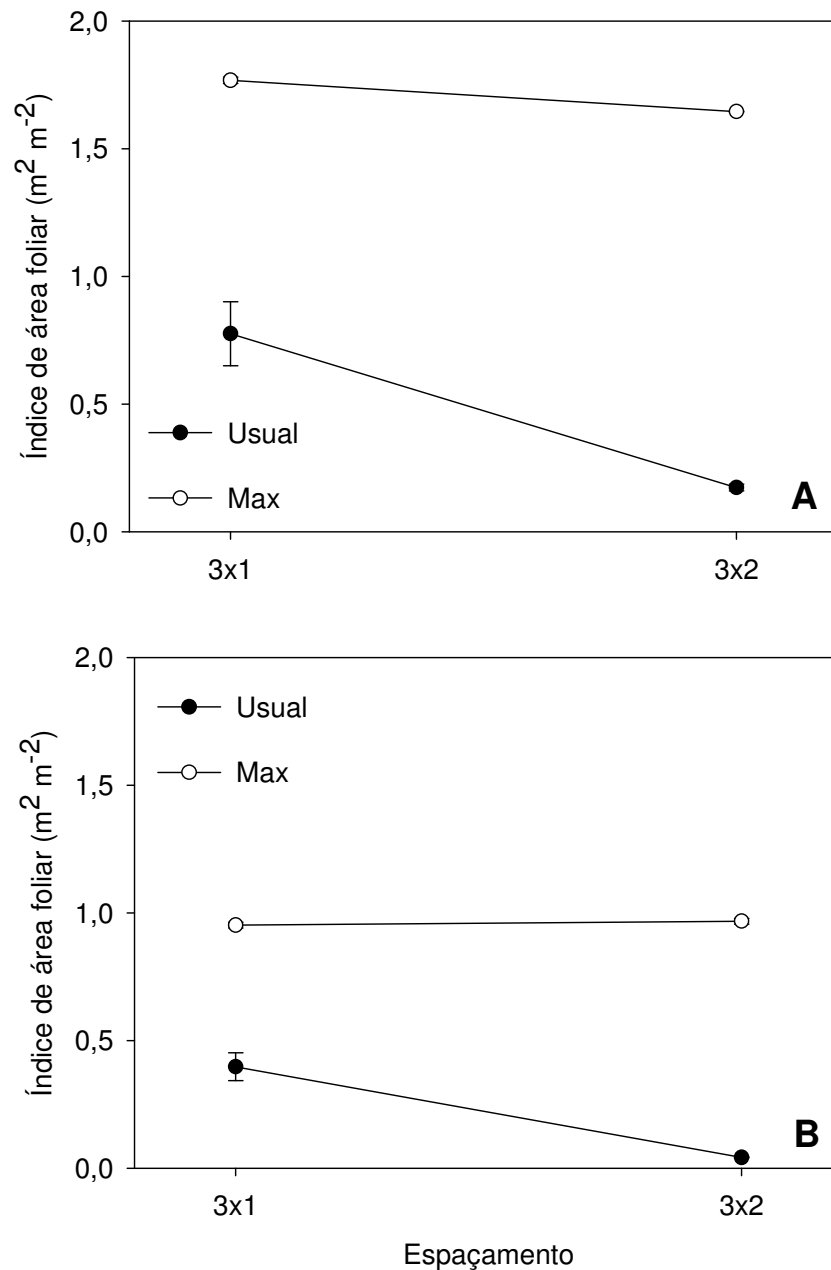 Índice de área foliar (m² m⁻²)
2,0
1,5
1,0
0,5
0,0
Usual
Max
A
3x1
3x2
Índice de área foliar (m² m⁻²)
2,0
1,5
1,0
0,5
0,0
Usual
Max
B
3x1
3x2
Espaçamento